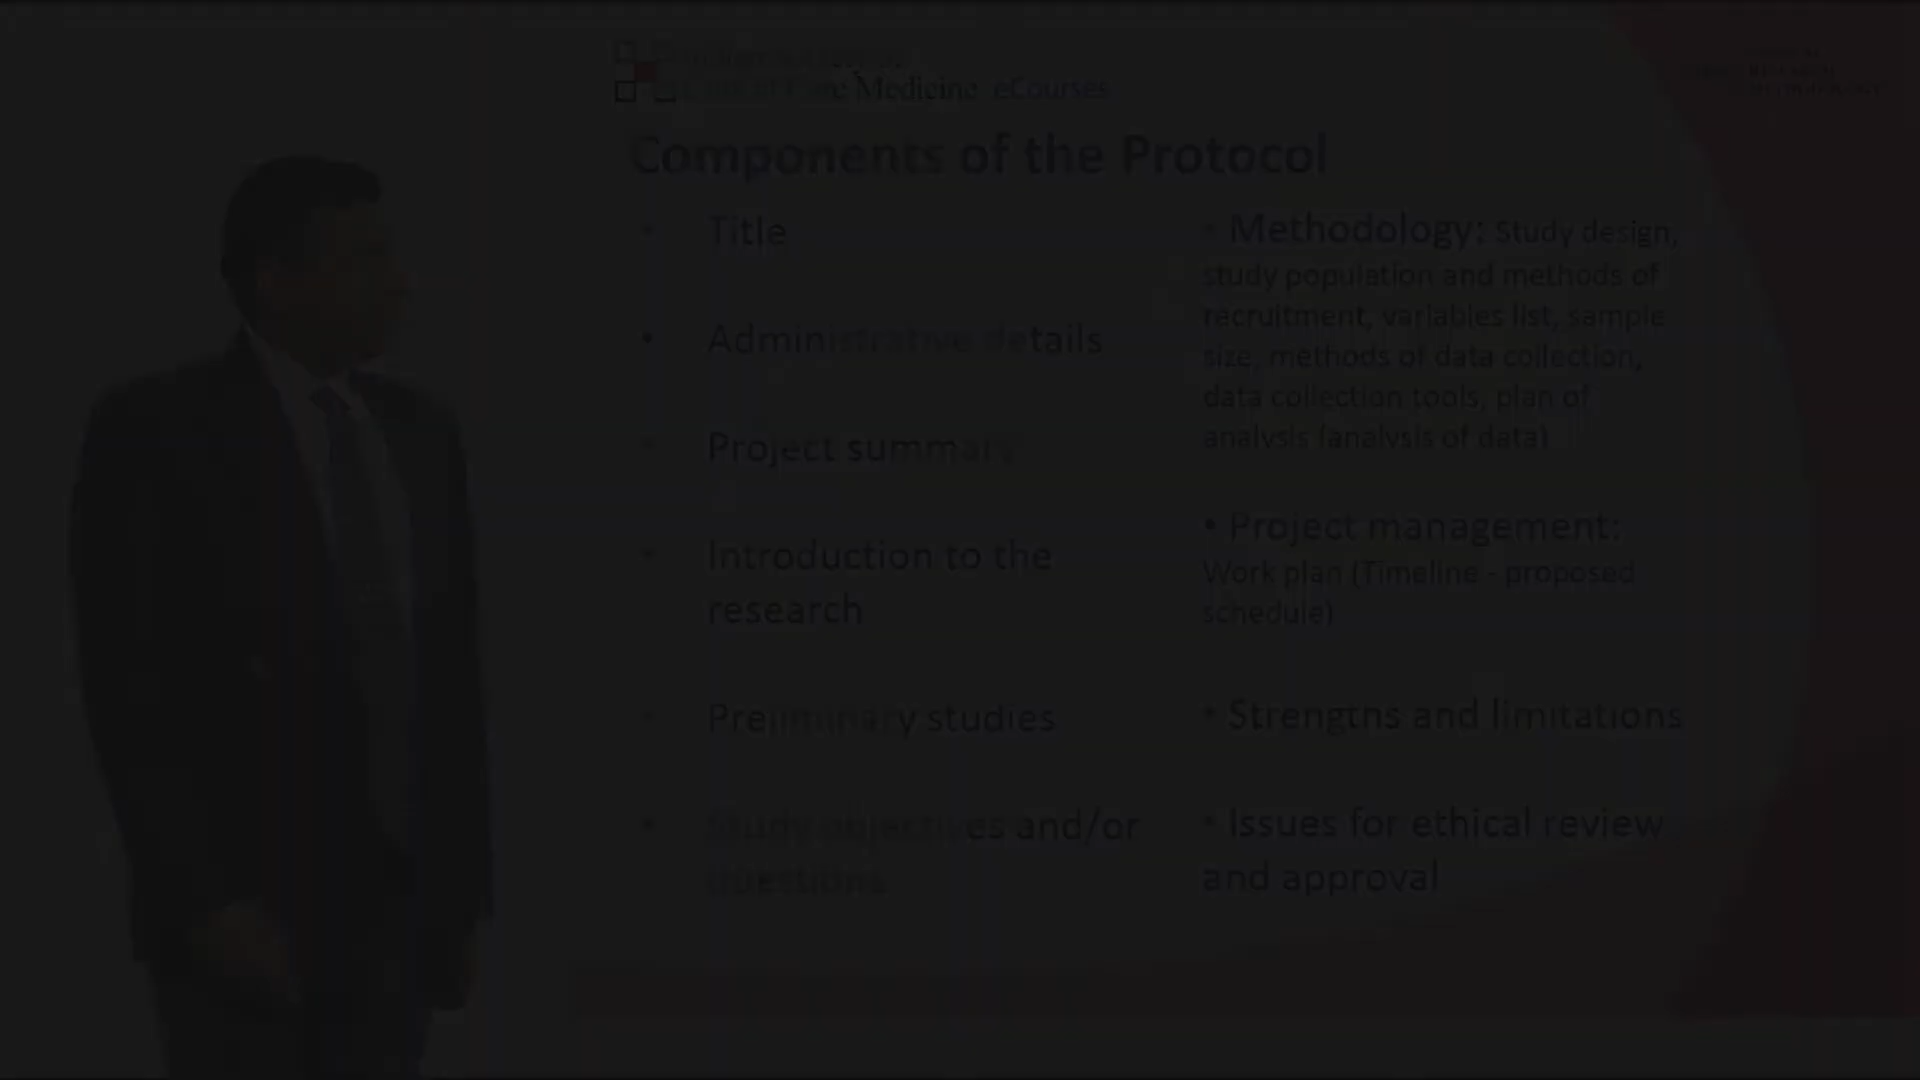 Care Medicine eCourses
Components of the Protocol
Title
• Administrative details
Project summary
• Introduction to the
research
Preliminary studies
• Study objectives and/or
questions
• Methodology: Study design,
study population and methods of
recruitment, variables list, sample
size, methods of data collection,
data collection tools, plan of
analysis (analysis of data)
• Project management:
Work plan (Timeline - proposed
schedule)
• Strengths and limitations
• Issues for ethical review
and approval